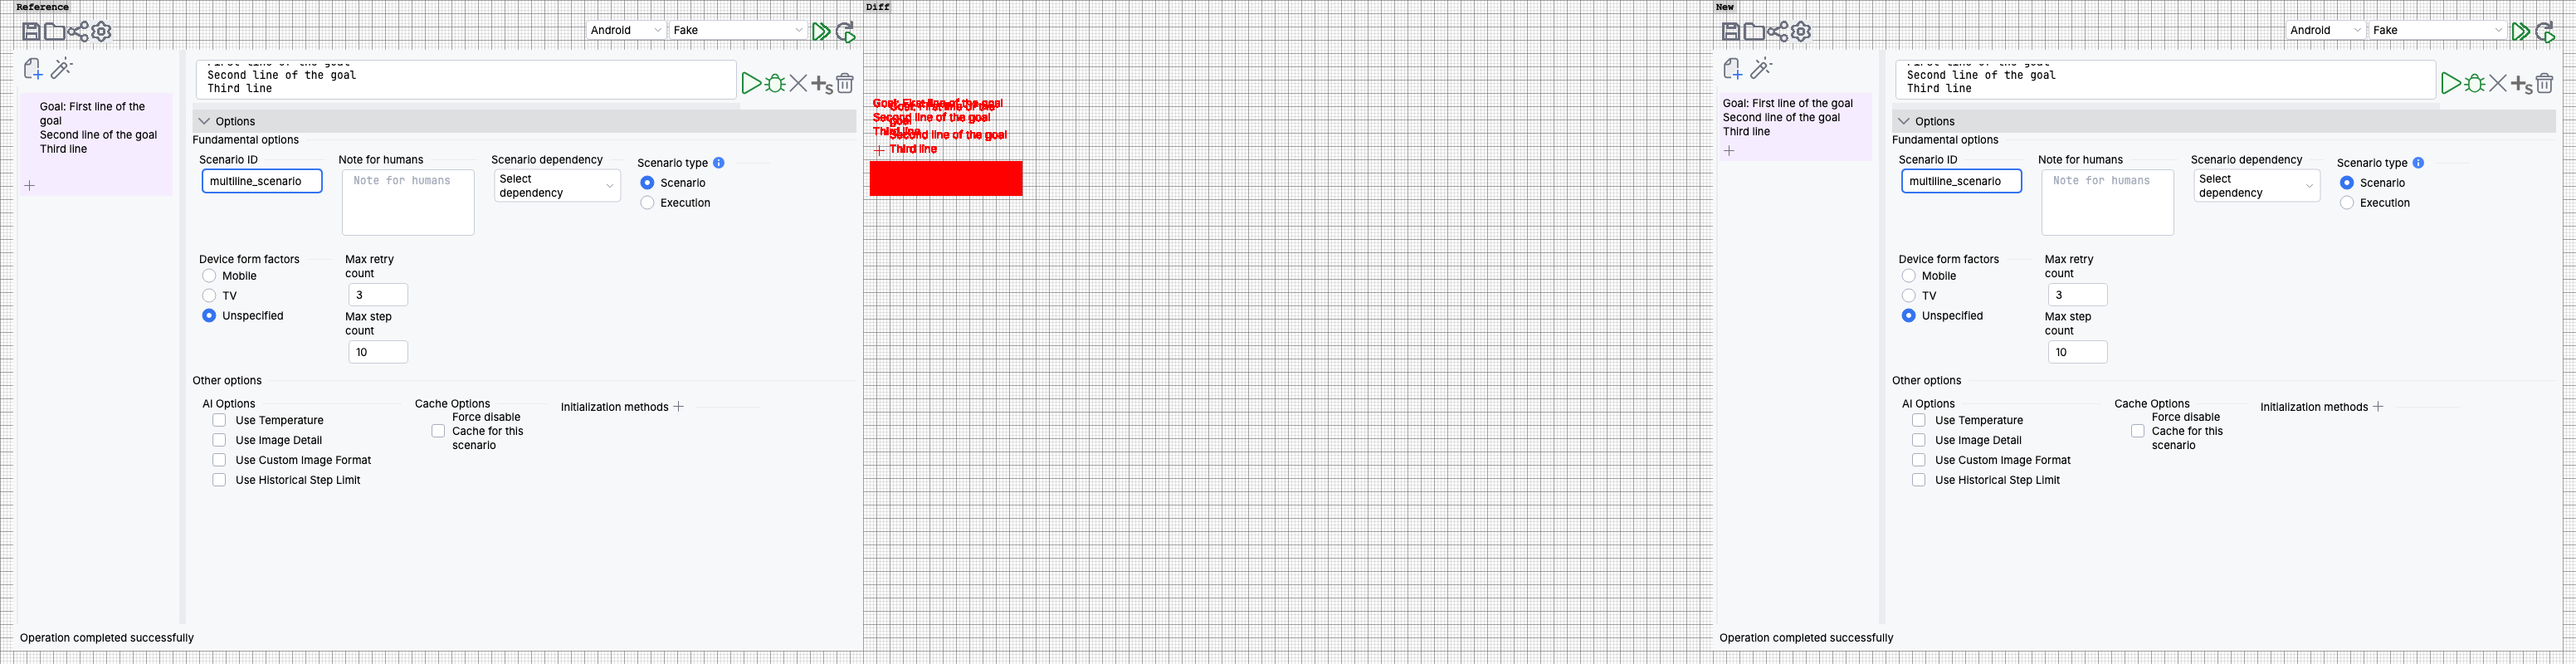 Reference
Android
Fake
First line of the goal
Second line of the goal
Third line
Goal: First line of the
goal
Second line of the goal
Third line
Options
Fundamental options
Scenario ID
Note for humans
Scenario dependency
Scenario type
multiline_scenario
Note for humans
Select
dependency
Scenario
Execution
Device form factors
Max retry
count
Mobile
TV
3
Unspecified
Max step
count
10
Other options
AI Options
Cache Options
Initialization methods
Use Temperature
Force disable
Cache for this
scenario
Use Image Detail
Use Custom Image Format
Use Historical Step Limit
Operation completed successfully
Diff
Goal: First line of the goal
Second line of the goal
goal
Third line
Second line of the goal
Third line
New
Android
Fake
First line of the goal
Second line of the goal
Third line
Goal: First line of the goal
Second line of the goal
Third line
Options
Fundamental options
Scenario ID
Note for humans
Scenario dependency
Scenario type
multiline_scenario
Note for humans
Select
dependency
Scenario
Execution
Device form factors
Max retry
count
Mobile
TV
3
Unspecified
Max step
count
10
Other options
AI Options
Cache Options
Initialization methods
Use Temperature
Force disable
Cache for this
scenario
Use Image Detail
Use Custom Image Format
Use Historical Step Limit
Operation completed successfully